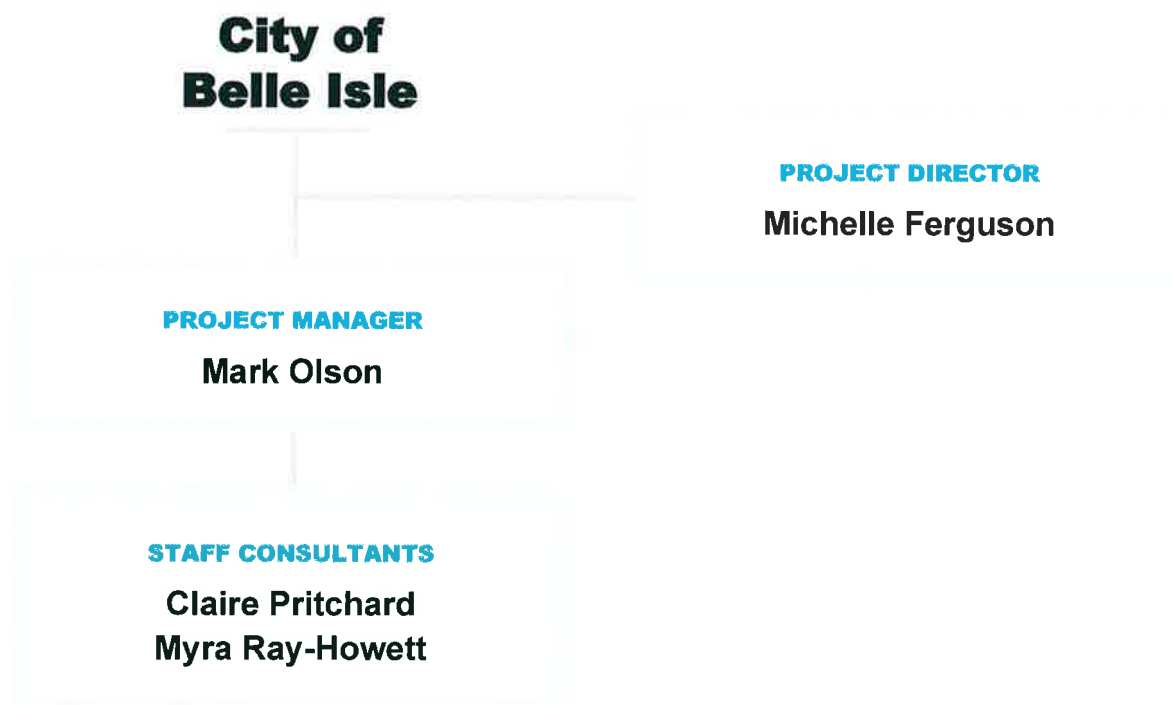 City of
Belle Isle
PROJECT DIRECTOR
Michelle Ferguson
PROJECT MANAGER
Mark Olson
STAFF CONSULTANTS
Claire Pritchard
Myra Ray-Howett